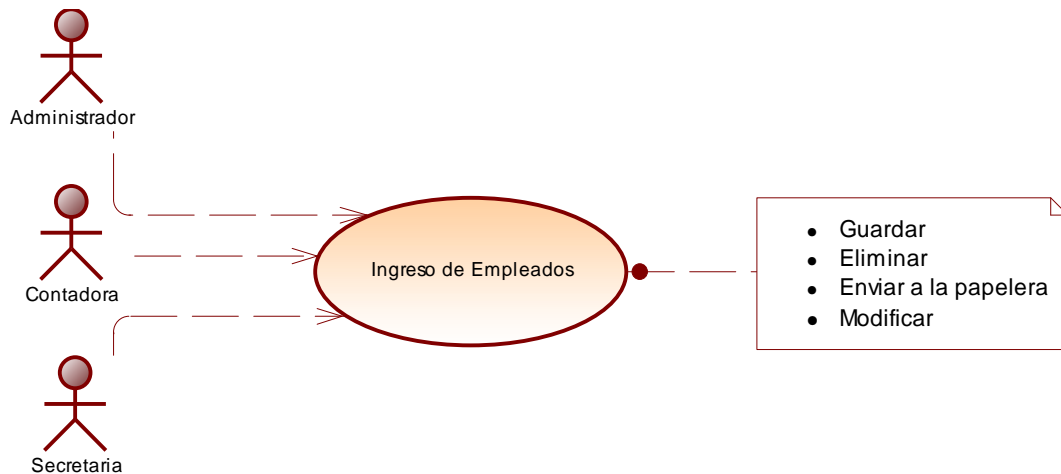 Administrador
Contadora
Secretaria
Ingreso de Empleados
● Guardar
● Eliminar
● Enviar a la papelera
● Modificar